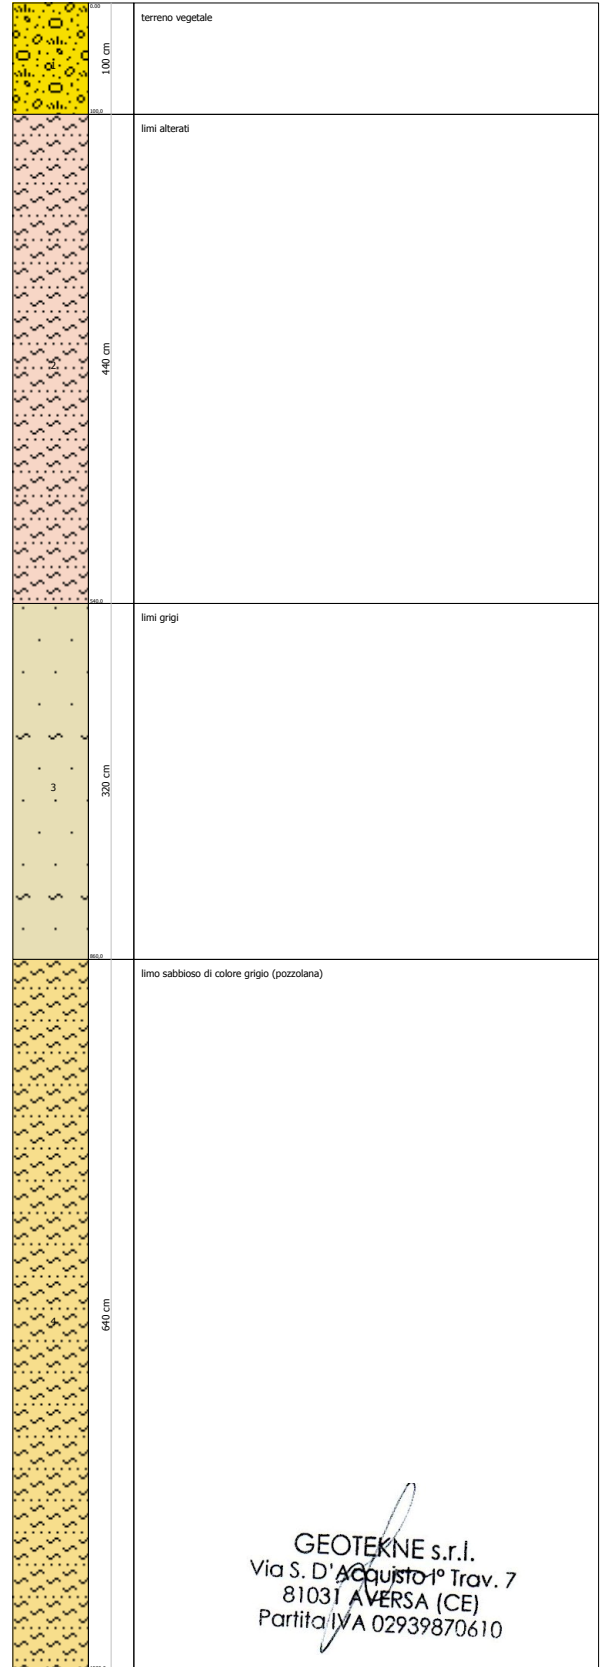 0.00
1
100 cm
terreno vegetale
100,0
limi alterati
2
440 cm
540,0
limi grigi
3
320 cm
860,0
limo sabbioso di colore grigio (pozzolana)
4
640 cm
GEOTEKNE s.r.l.
Via S. D'Acquisto I° Trav. 7
81031 AVERSA (CE)
Partita IVA 02939870610